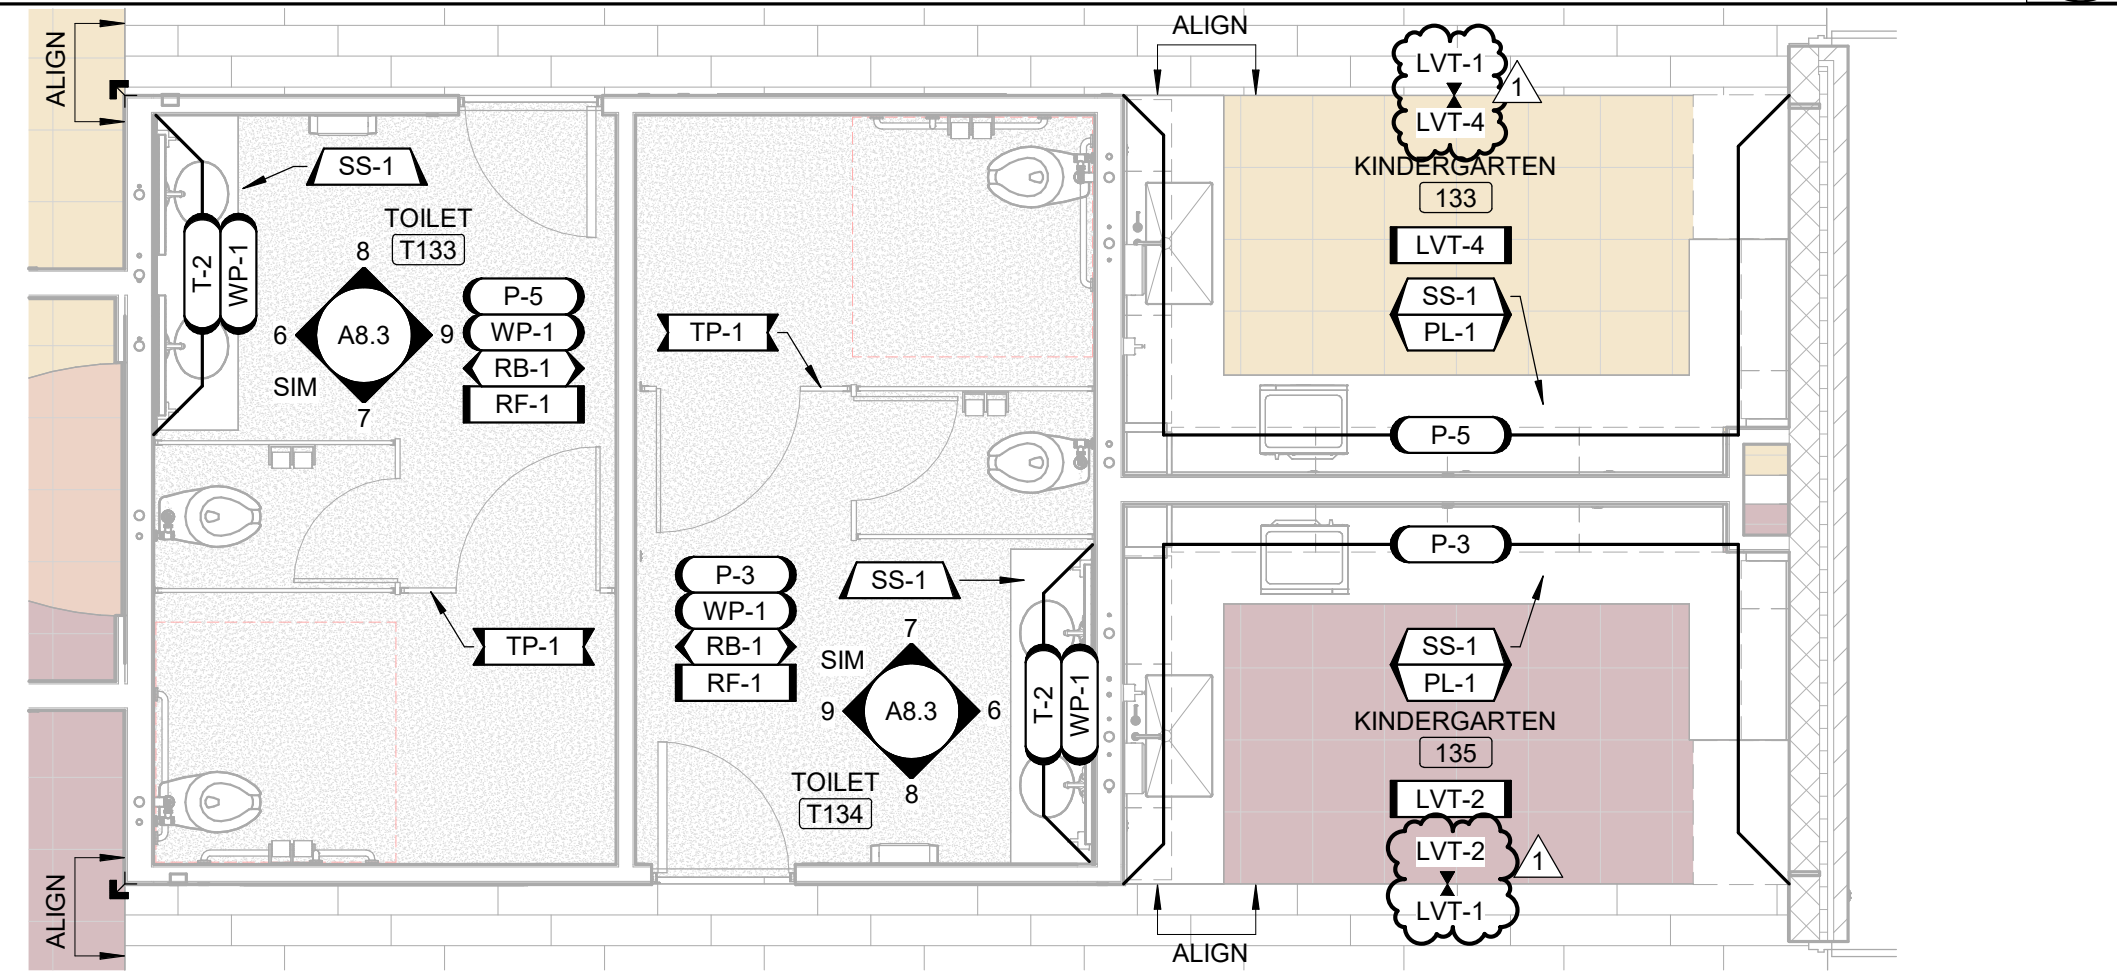 ALIGN
ALIGN
LVT-1
1
LVT-4
KINDERGARTEN
133
LVT-4
SS-1
PL-1
P-5
SS-1
TOILET
T133
T-2
WP-1
8
6
A8.3
9
SIM
7
P-5
WP-1
RB-1
RF-1
TP-1
TP-1
P-3
WP-1
RB-1
RF-1
SS-1
SIM
7
9
A8.3
6
8
T-2
WP-1
TOILET
T134
P-3
SS-1
PL-1
KINDERGARTEN
135
LVT-2
LVT-2
1
LVT-1
ALIGN
ALIGN